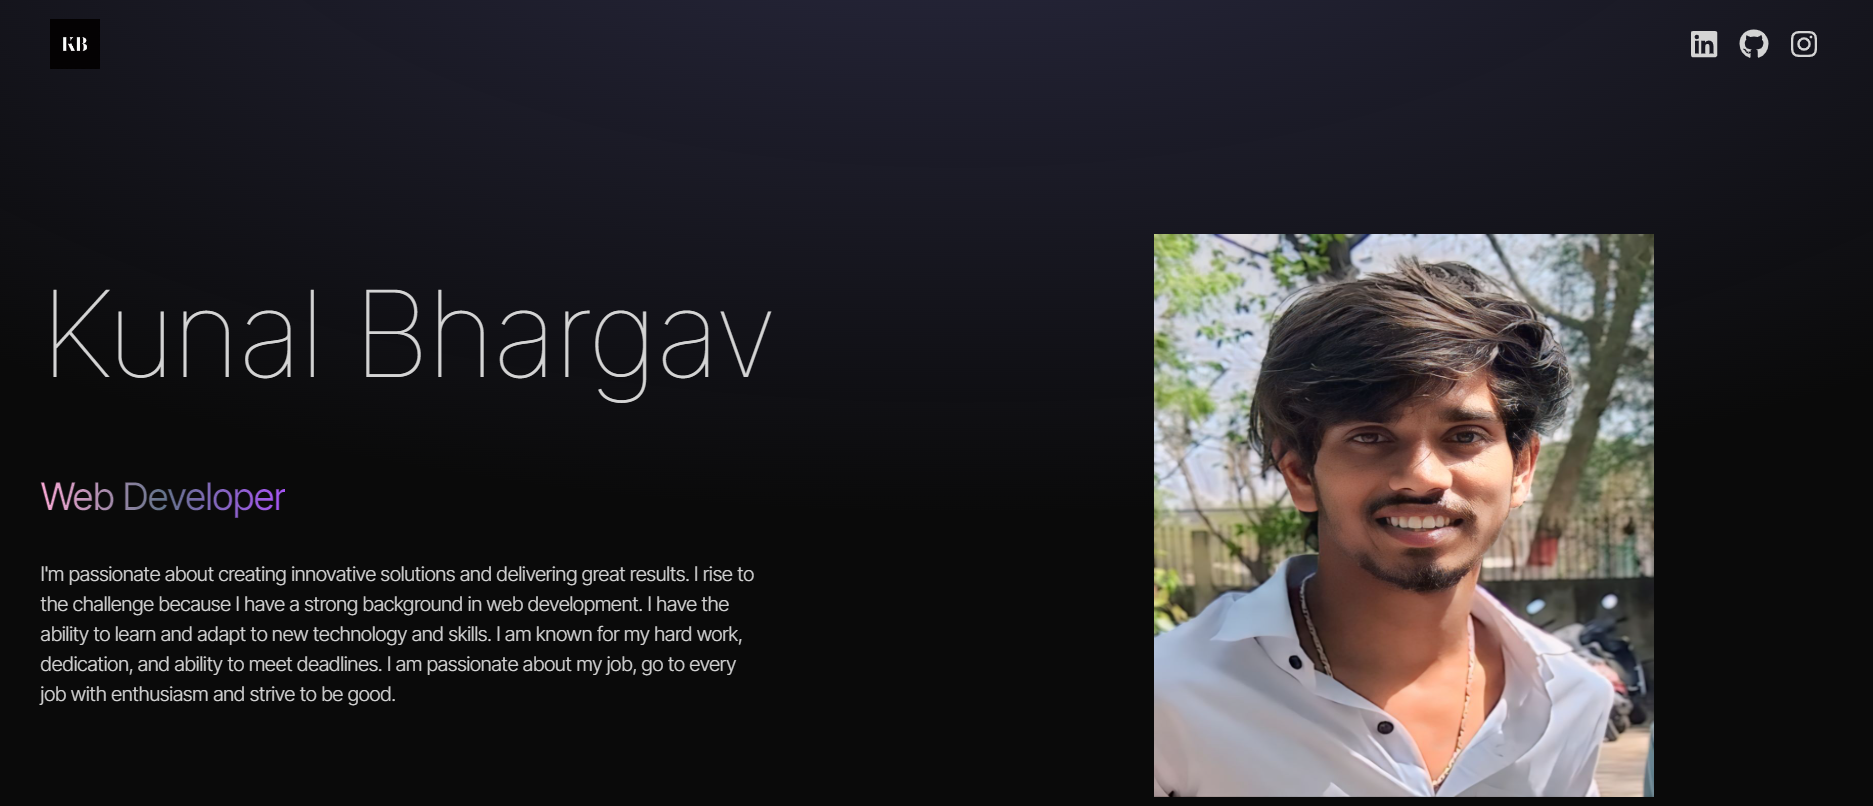 KB
Kunal Bhargav
Web Developer
I'm passionate about creating innovative solutions and delivering great results. I rise to
the challenge because I have a strong background in web development. I have the
ability to learn and adapt to new technology and skills. I am known for my hard work,
dedication, and ability to meet deadlines. I am passionate about my job, go to every
job with enthusiasm and strive to be good.